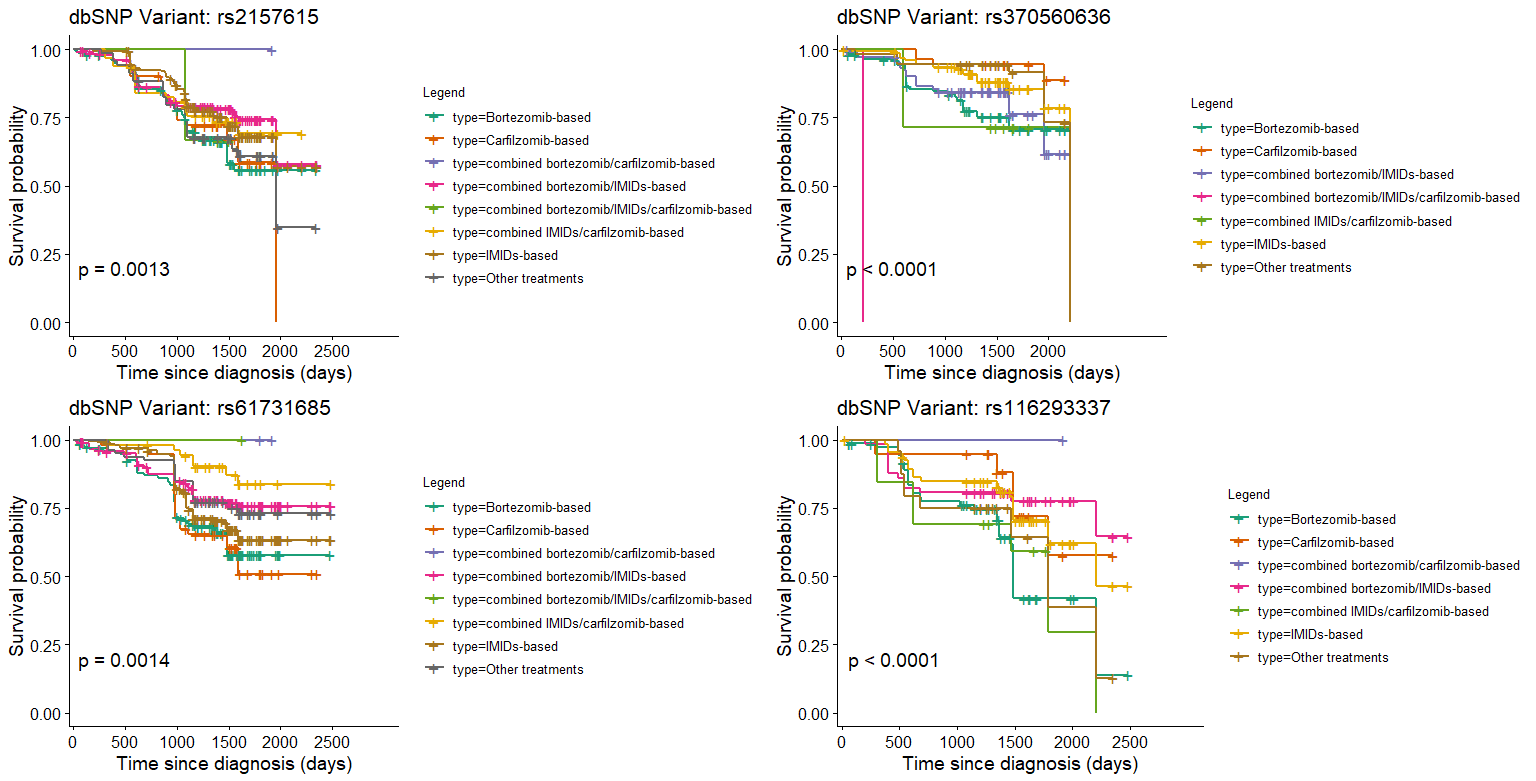 dbSNP Variant: rs2157615
Survival probability
1.00
0.75
0.50
0.25
0.00
p = 0.0013
0
500
1000
1500
2000
2500
Time since diagnosis (days)
Legend
type=Bortezomib-based
type=Carfilzomib-based
type=combined bortezomib/carfilzomib-based
type=combined bortezomib/IMIDs-based
type=combined bortezomib/IMIDs/carfilzomib-based
type=combined IMIDs/carfilzomib-based
type=IMIDs-based
type=Other treatments
dbSNP Variant: rs370560636
Survival probability
1.00
0.75
0.50
0.25
0.00
p < 0.0001
0
500
1000
1500
2000
Time since diagnosis (days)
Legend
type=Bortezomib-based
type=Carfilzomib-based
type=combined bortezomib/IMIDs-based
type=combined bortezomib/IMIDs/carfilzomib-based
type=combined IMIDs/carfilzomib-based
type=IMIDs-based
type=Other treatments
dbSNP Variant: rs61731685
Survival probability
1.00
0.75
0.50
0.25
0.00
p = 0.0014
0
500
1000
1500
2000
2500
Time since diagnosis (days)
Legend
type=Bortezomib-based
type=Carfilzomib-based
type=combined bortezomib/carfilzomib-based
type=combined bortezomib/IMIDs-based
type=combined bortezomib/IMIDs/carfilzomib-based
type=combined IMIDs/carfilzomib-based
type=IMIDs-based
type=Other treatments
dbSNP Variant: rs116293337
Survival probability
1.00
0.75
0.50
0.25
0.00
p < 0.0001
0
500
1000
1500
2000
2500
Time since diagnosis (days)
Legend
type=Bortezomib-based
type=Carfilzomib-based
type=combined bortezomib/carfilzomib-based
type=combined bortezomib/IMIDs-based
type=combined IMIDs/carfilzomib-based
type=IMIDs-based
type=Other treatments